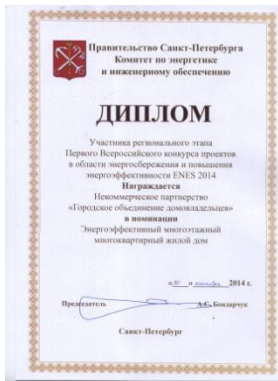 Правительство Санкт-Петербурга
Комитет по энергетике
и инженерному обеспечению
ДИПЛОМ
Участника регионального этапа
Первого Всероссийского конкурса проектов
в области энергосбережения и повышения
энергоэффективности ENES 2014
Награждается
Некоммерческое партнерство
«Городское объединение домовладельцев»
в номинации
Энергоэффективный многоэтажный
многоквартирный жилой дом
2014 г.
Председатель А.С. Бондарчук
Санкт-Петербург